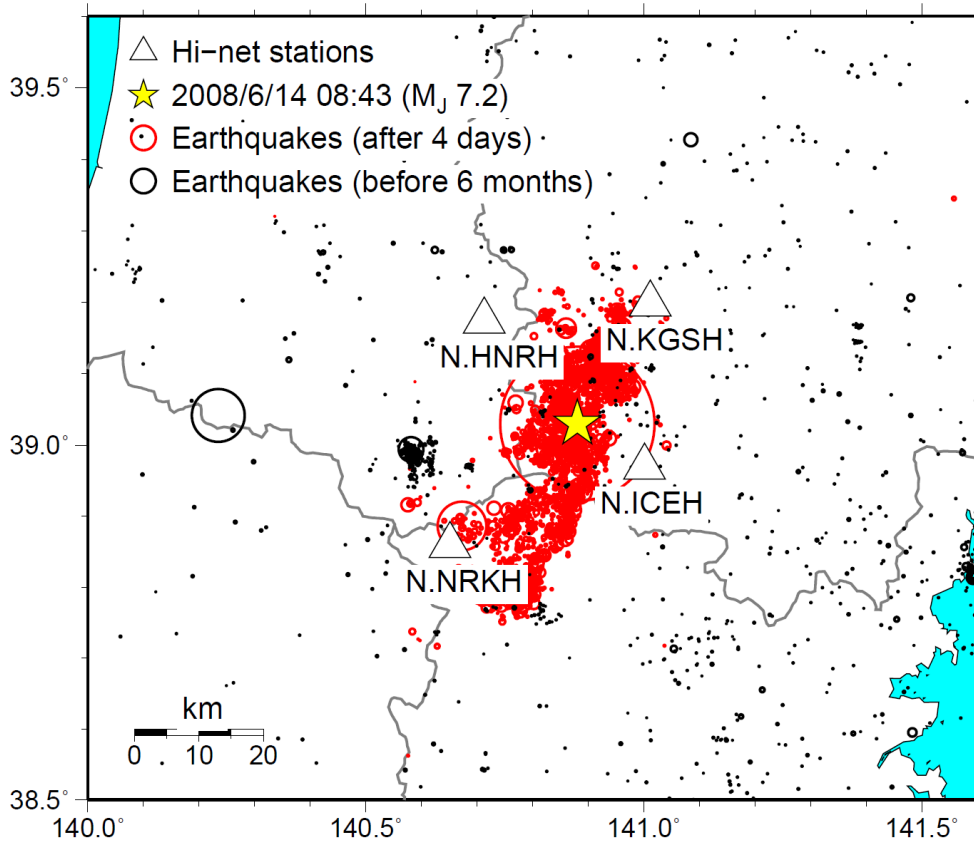 Hi−net stations
2008/6/14 08:43 (MJ 7.2)
Earthquakes (after 4 days)
Earthquakes (before 6 months)
39.5°
39.0°
38.5°
N.HNRH
N.KGSH
N.ICEH
N.NRKH
km
0 10 20
140.0° 140.5° 141.0° 141.5°